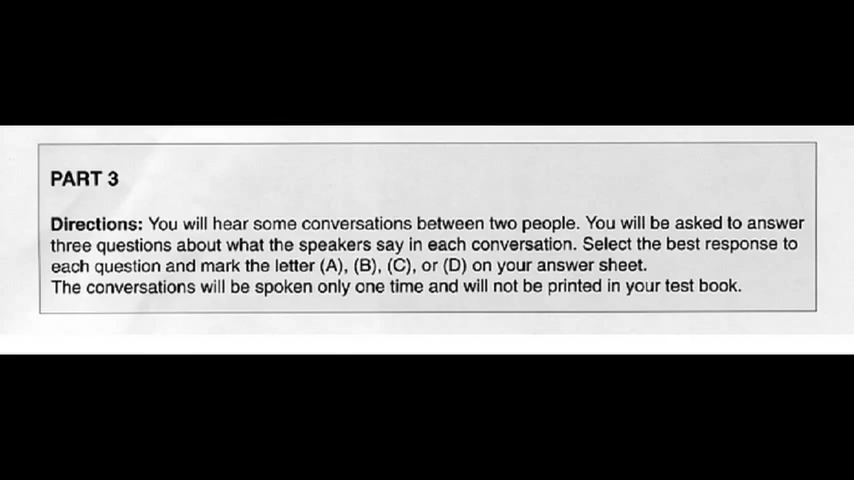 PART 3
Directions: You will hear some conversations between two people. You will be asked to answer
three questions about what the speakers say in each conversation. Select the best response to
each question and mark the letter (A), (B), (C), or (D) on your answer sheet.
The conversations will be spoken only one time and will not be printed in your test book.